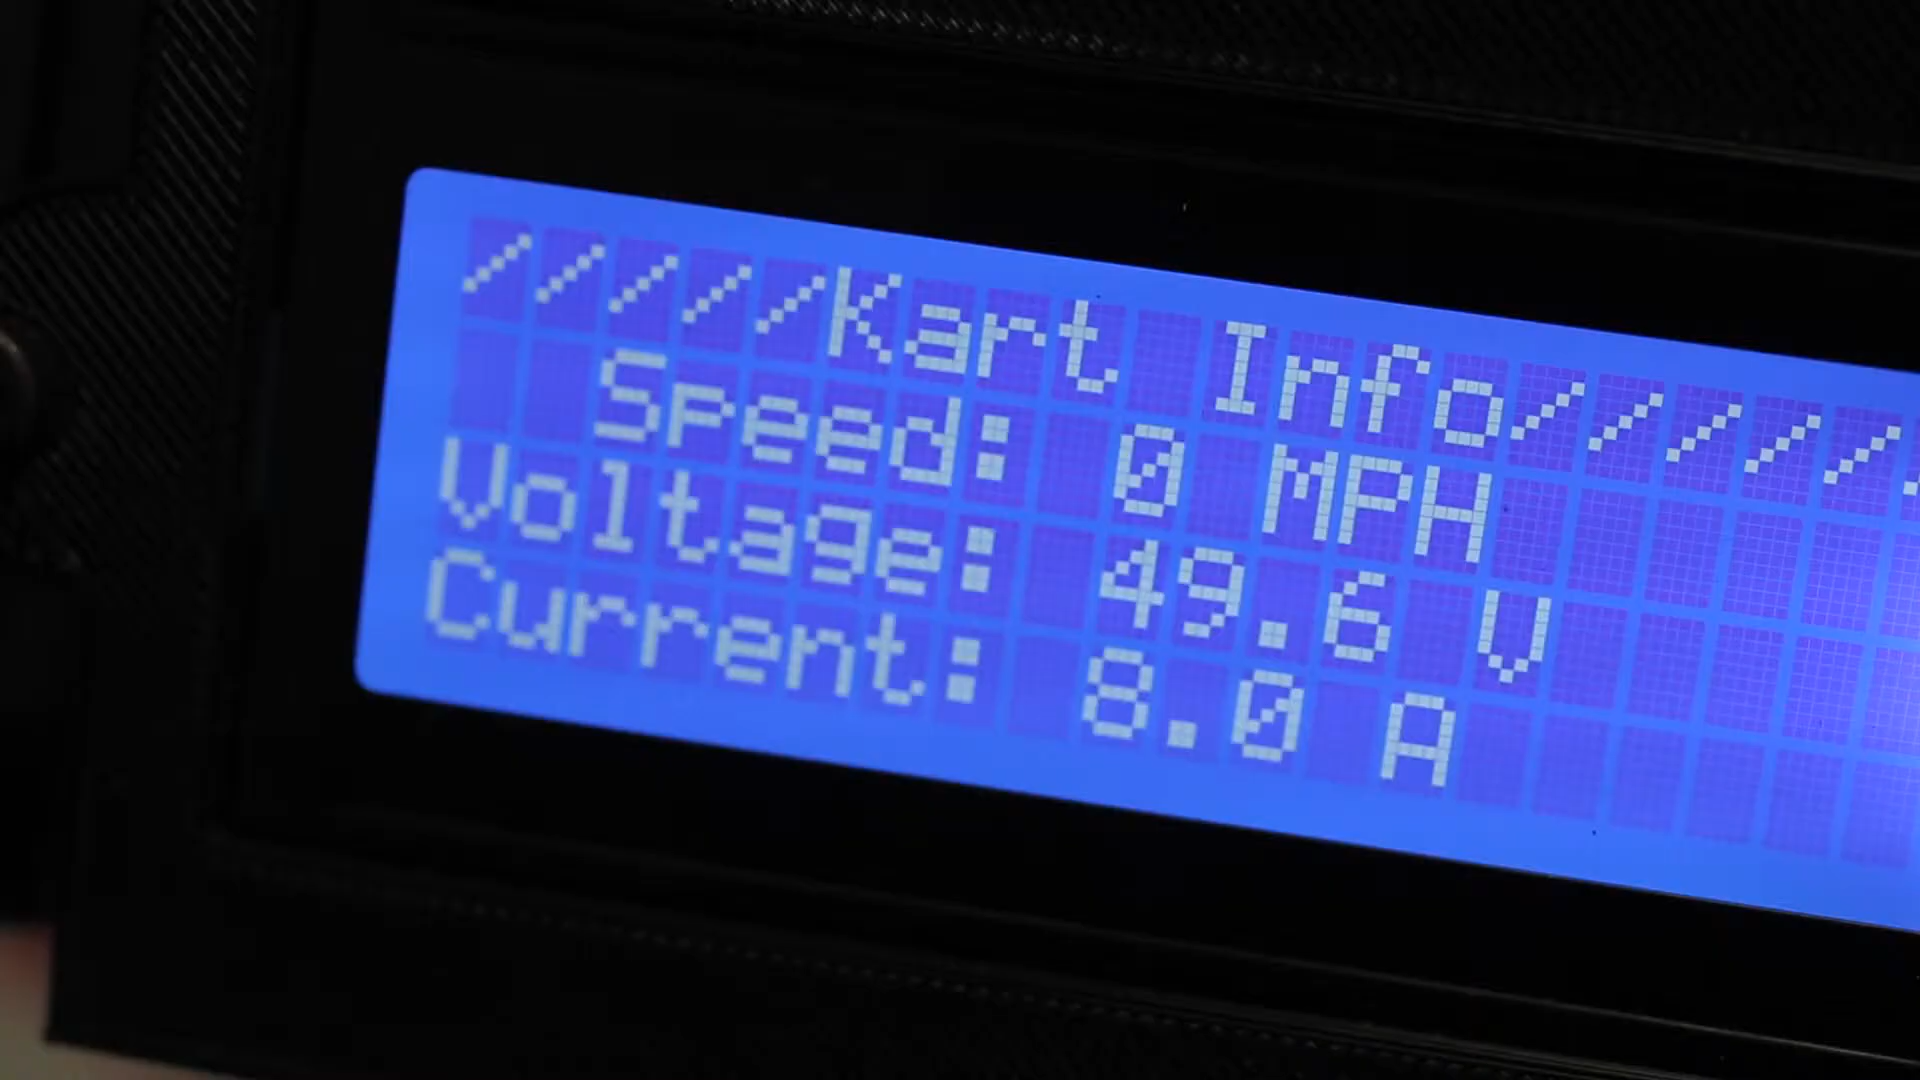 /////Kart Info/////
Speed: 0 MPH
Voltage: 49.6 V
Current: 8.0 A